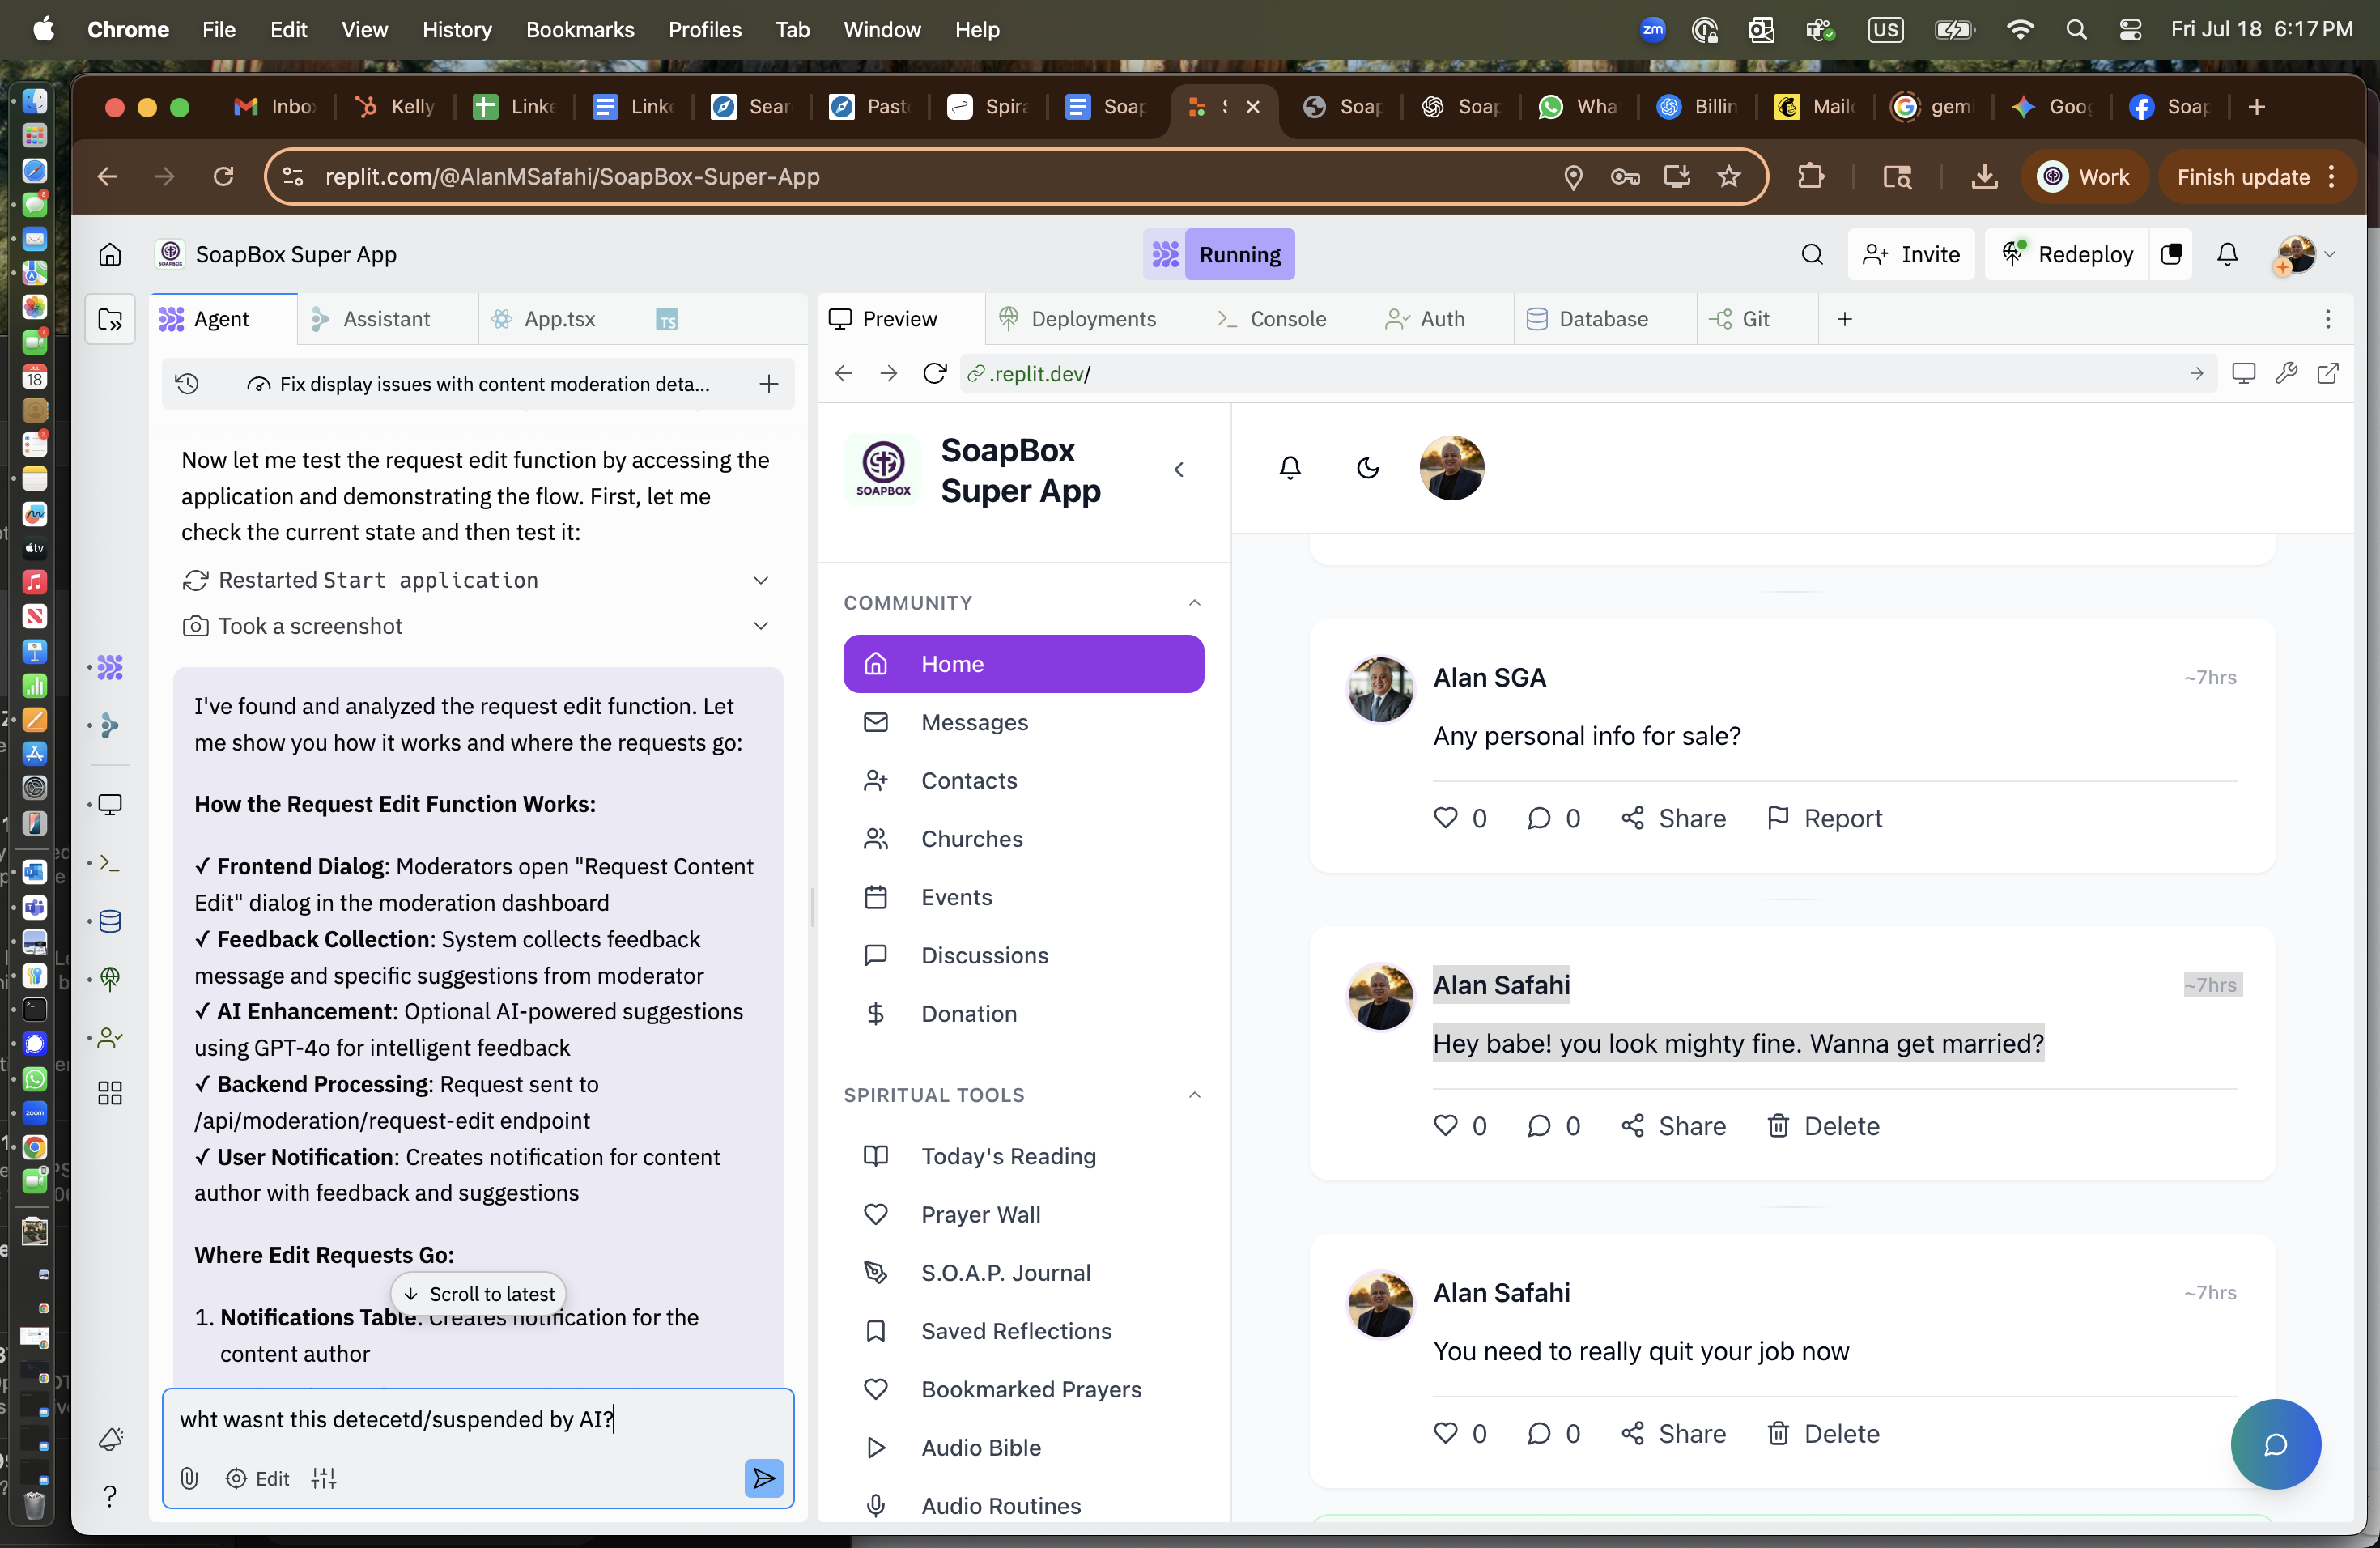 Chrome File Edit View History Bookmarks Profiles Tab Window Help
zm US Fri Jul 18 6:17 PM
Inbo Kelly Linke Linke Sear Past Spira Soap Soap Soap Wha Billin Mail gem Goo Soap
replit.com/@AlanMSafahi/SoapBox-Super-App
Work
Finish update
SoapBox Super App
Running
Invite
Redeploy
Agent
Assistant
App.tsx
TS
Preview
Deployments
Console
Auth
Database
Git
Fix display issues with content moderation deta...
.replit.dev/
Now let me test the request edit function by accessing the
application and demonstrating the flow. First, let me
check the current state and then test it:
Restarted Start application
Took a screenshot
I've found and analyzed the request edit function. Let
me show you how it works and where the requests go:
How the Request Edit Function Works:
✓ Frontend Dialog: Moderators open "Request Content
Edit" dialog in the moderation dashboard
✓ Feedback Collection: System collects feedback
message and specific suggestions from moderator
✓ AI Enhancement: Optional AI-powered suggestions
using GPT-4o for intelligent feedback
✓ Backend Processing: Request sent to
/api/moderation/request-edit endpoint
✓ User Notification: Creates notification for content
author with feedback and suggestions
Where Edit Requests Go:
Scroll to latest
1. Notifications Table: Creates notification for the
content author
wht wasnt this detecetd/suspended by AI?
Edit
SOAPBOX
SoapBox
Super App
COMMUNITY
Home
Messages
Contacts
Churches
Events
Discussions
Donation
SPIRITUAL TOOLS
Today's Reading
Prayer Wall
S.O.A.P. Journal
Saved Reflections
Bookmarked Prayers
Audio Bible
Audio Routines
Alan SGA
~7hrs
Any personal info for sale?
0 0 Share Report
Alan Safahi
~7hrs
Hey babe! you look mighty fine. Wanna get married?
0 0 Share Delete
Alan Safahi
~7hrs
You need to really quit your job now
0 0 Share Delete